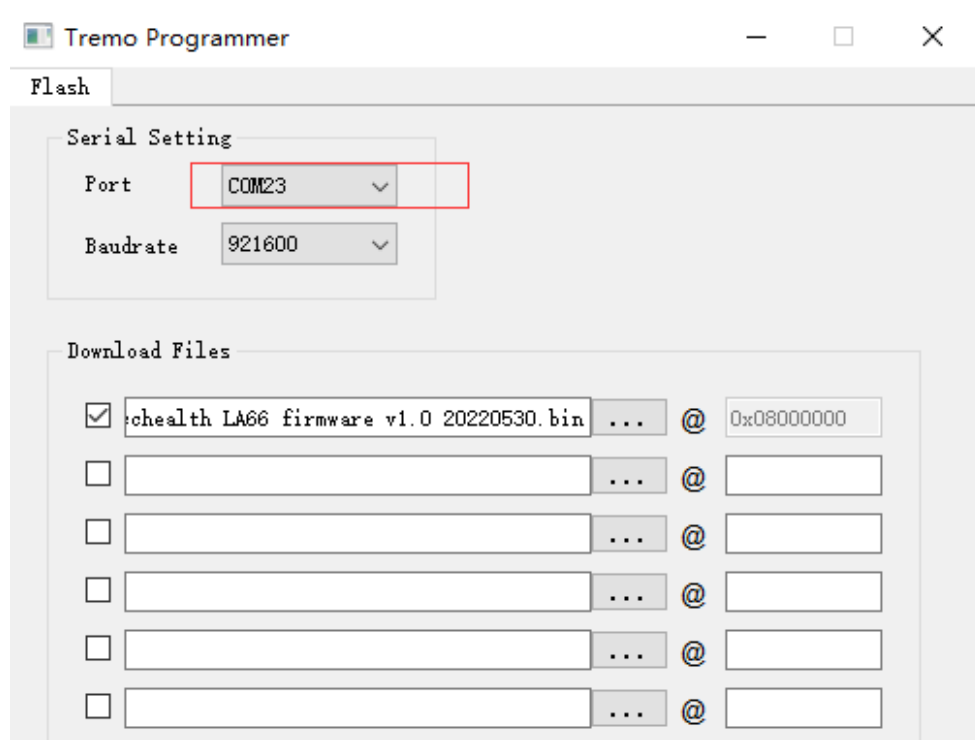 Tremo Programmer
Flash
Serial Setting
Port COM23
Baudrate 921600
Download Files
chealth LA66 firmware v1.0 20220530.bin ... @ 0x08000000
... @
... @
... @
... @
... @